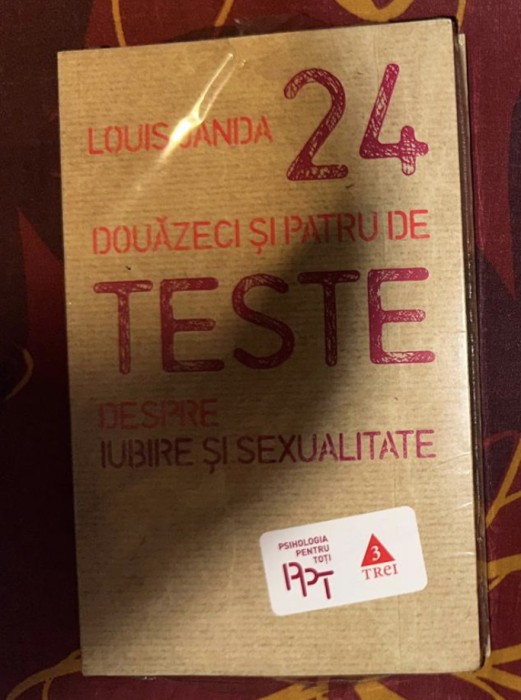 24
LOUIS JANDA
DOUĂZECI ȘI PATRU DE
TESTE
DESPRE
IUBIRE ȘI SEXUALITATE
PSIHOLOGIA
PENTRU
TOȚI
PPT
3
TREI